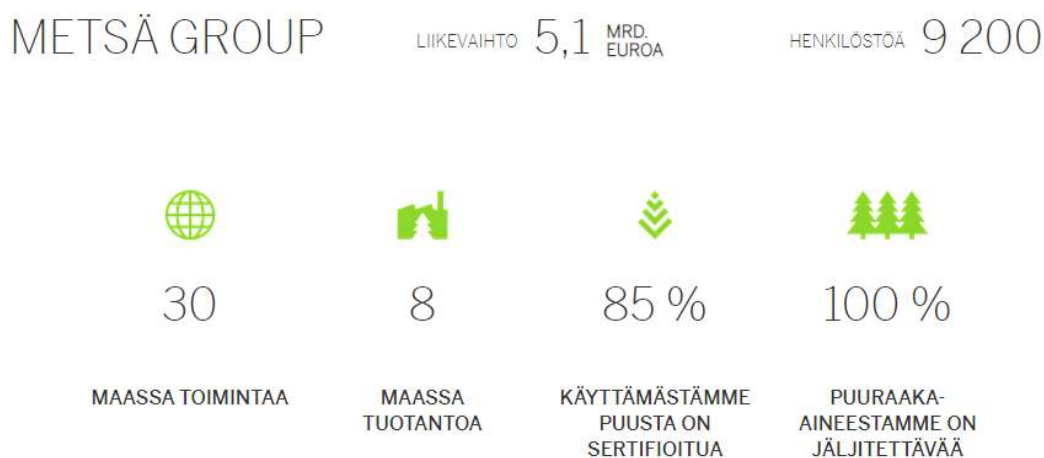 METSÄ GROUP LIIKEVAIHTO 5,1 MRD. EUROA HENKILÖSTÖÄ 9 200
30
MAASSA TOIMINTAA
8
MAASSA
TUOTANTOA
85 %
KÄYTTÄMÄSTÄMME
PUUSTA ON
SERTIFIOITUA
100 %
PUURAAKA-
AINEESTAMME ON
JÄLJITETTÄVÄÄ